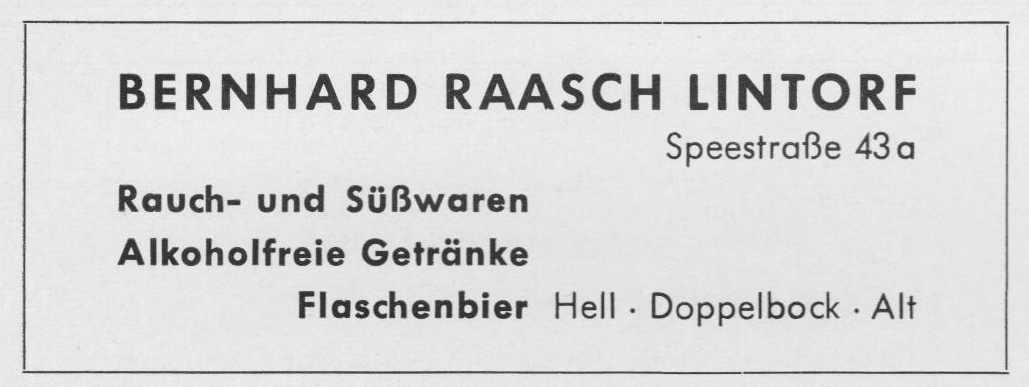 BERNHARD RAASCH LINTORF
Speestraße 43a
Rauch- und Süßwaren
Alkoholfreie Getränke
Flaschenbier Hell · Doppelbock · Alt